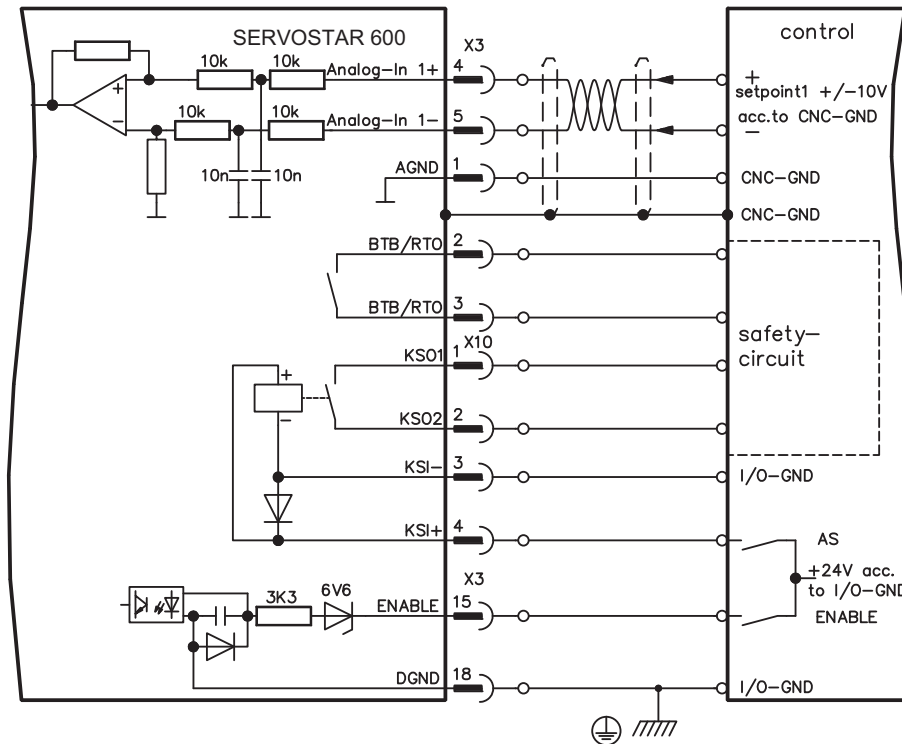 SERVOSTAR 600
control
X3
10k
10k
Analog-In 1+
4
+
setpoint1 +/-10V
acc.to CNC-GND
–
+
–
10k
10k
Analog-In 1-
5
10n
10n
AGND
1
CNC-GND
CNC-GND
BTB/RTO
2
BTB/RTO
3
safety-
circuit
X10
KSO1
1
+
–
KSO2
2
KSI-
3
I/O-GND
KSI+
4
AS
+24V acc.
to I/O-GND
X3
3K3
6V6
ENABLE
15
ENABLE
DGND
18
I/O-GND